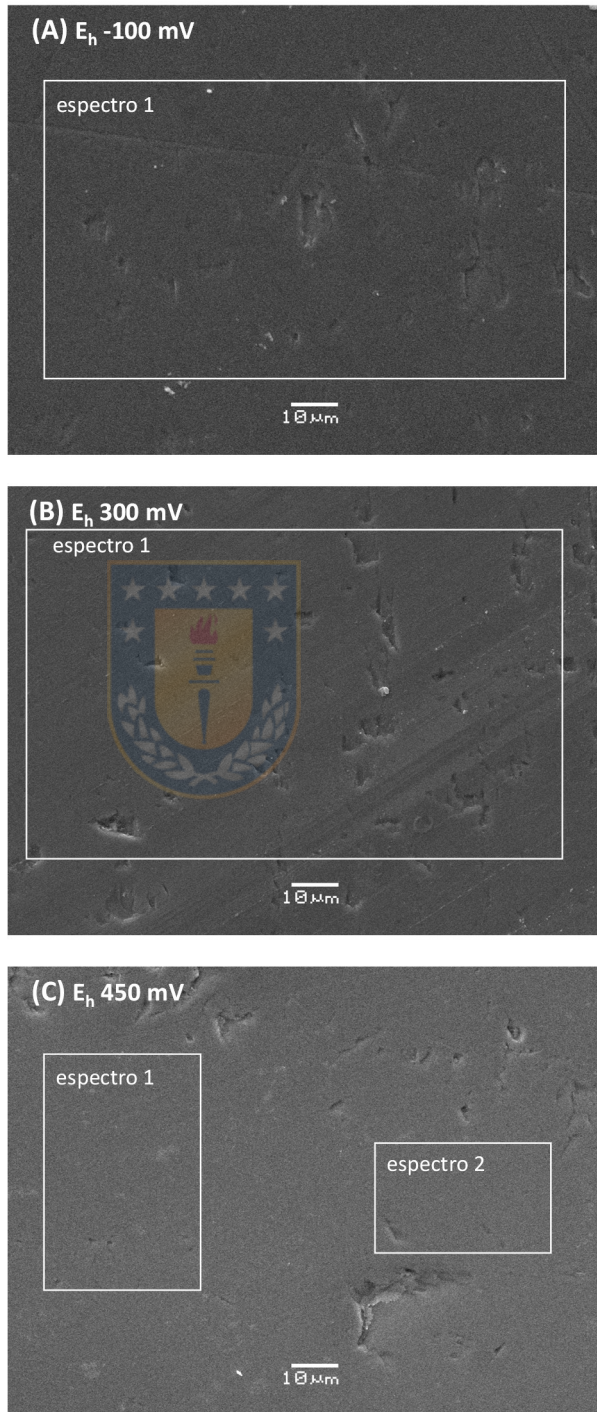 (A) Eₕ -100 mV
espectro 1
10 μm
(B) Eₕ 300 mV
espectro 1
10 μm
(C) Eₕ 450 mV
espectro 1
espectro 2
10 μm